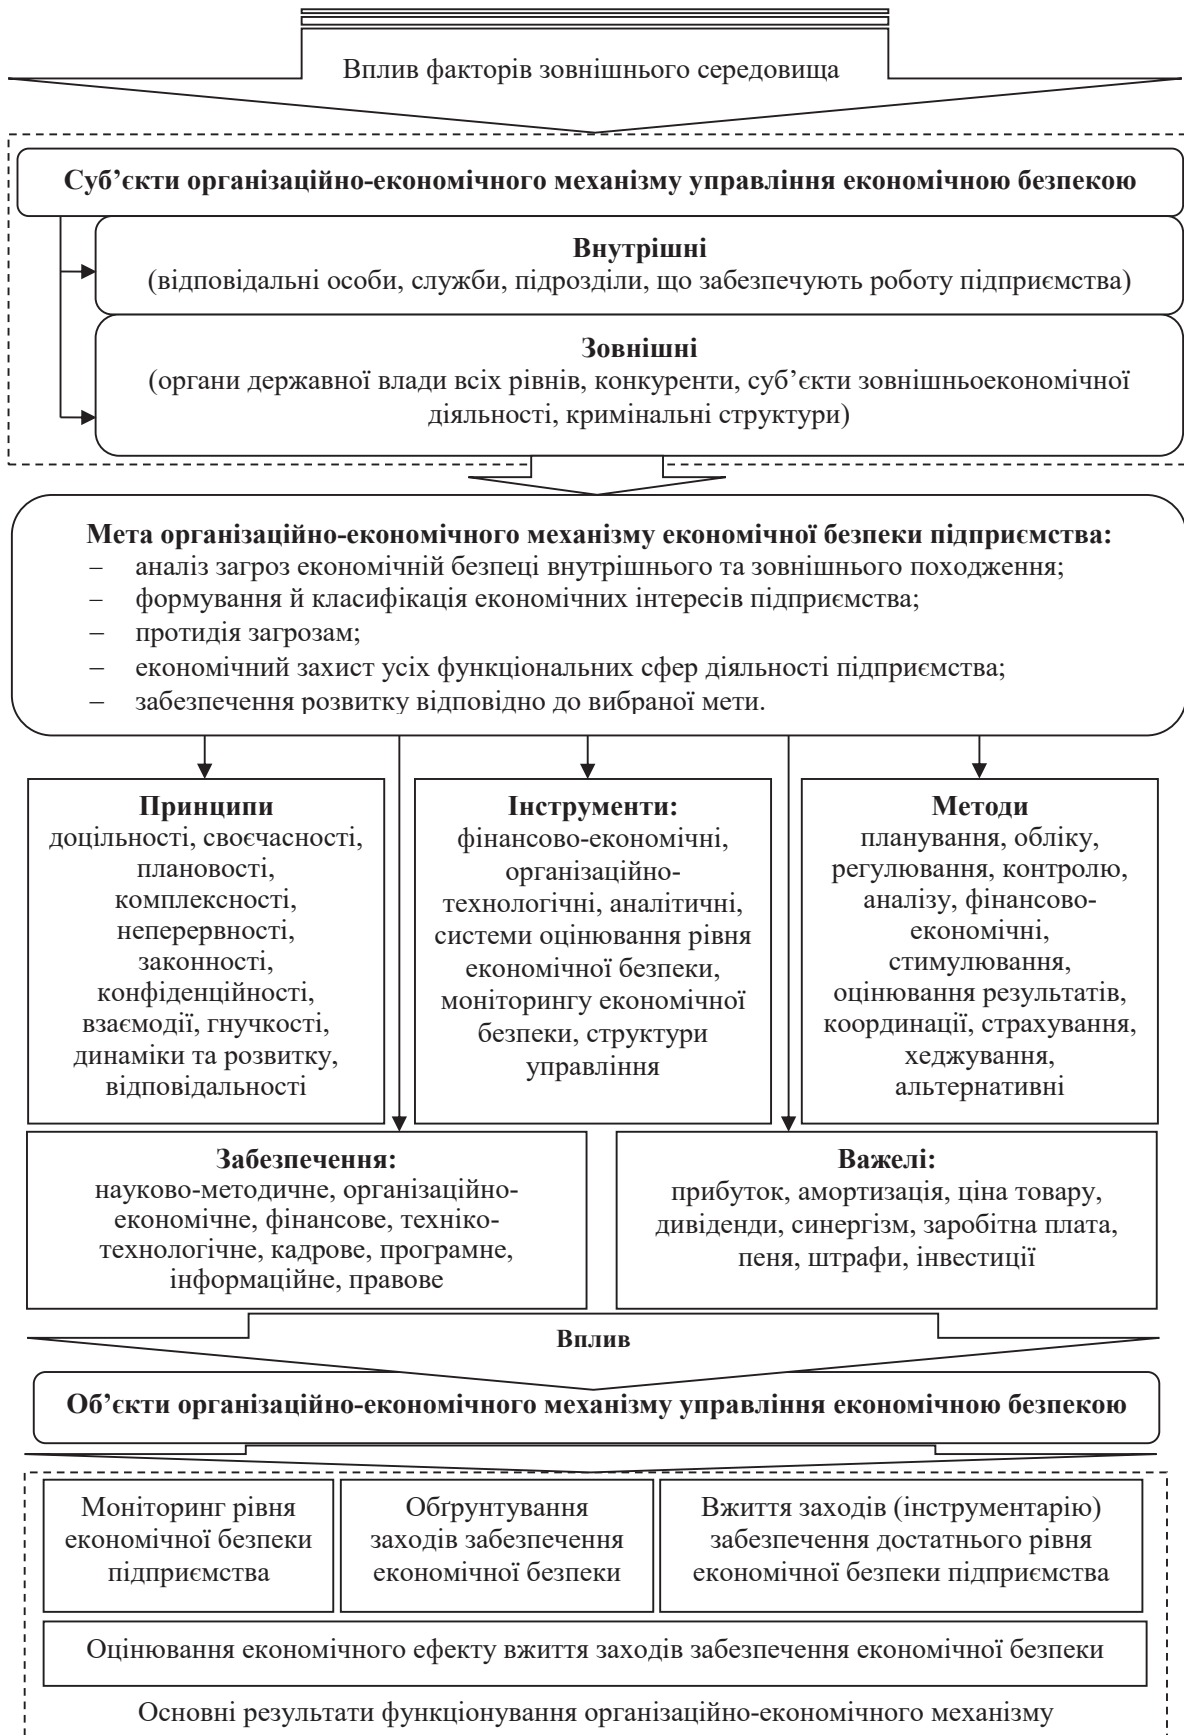 Вплив факторів зовнішнього середовища
Суб’єкти організаційно-економічного механізму управління економічною безпекою
Внутрішні
(відповідальні особи, служби, підрозділи, що забезпечують роботу підприємства)
Зовнішні
(органи державної влади всіх рівнів, конкуренти, суб’єкти зовнішньоекономічної
діяльності, кримінальні структури)
Мета організаційно-економічного механізму економічної безпеки підприємства:
– аналіз загроз економічній безпеці внутрішнього та зовнішнього походження;
– формування й класифікація економічних інтересів підприємства;
– протидія загрозам;
– економічний захист усіх функціональних сфер діяльності підприємства;
– забезпечення розвитку відповідно до вибраної мети.
Принципи
доцільності, своєчасності,
плановості,
комплексності,
неперервності,
законності,
конфіденційності,
взаємодії, гнучкості,
динаміки та розвитку,
відповідальності
Інструменти:
фінансово-економічні,
організаційно-
технологічні, аналітичні,
системи оцінювання рівня
економічної безпеки,
моніторингу економічної
безпеки, структури
управління
Методи
планування, обліку,
регулювання, контролю,
аналізу, фінансово-
економічні,
стимулювання,
оцінювання результатів,
координації, страхування,
хеджування,
альтернативні
Забезпечення:
науково-методичне, організаційно-
економічне, фінансове, техніко-
технологічне, кадрове, програмне,
інформаційне, правове
Важелі:
прибуток, амортизація, ціна товару,
дивіденди, синергізм, заробітна плата,
пеня, штрафи, інвестиції
Вплив
Об’єкти організаційно-економічного механізму управління економічною безпекою
Моніторинг рівня
економічної безпеки
підприємства
Обґрунтування
заходів забезпечення
економічної безпеки
Вжиття заходів (інструментарію)
забезпечення достатнього рівня
економічної безпеки підприємства
Оцінювання економічного ефекту вжиття заходів забезпечення економічної безпеки
Основні результати функціонування організаційно-економічного механізму